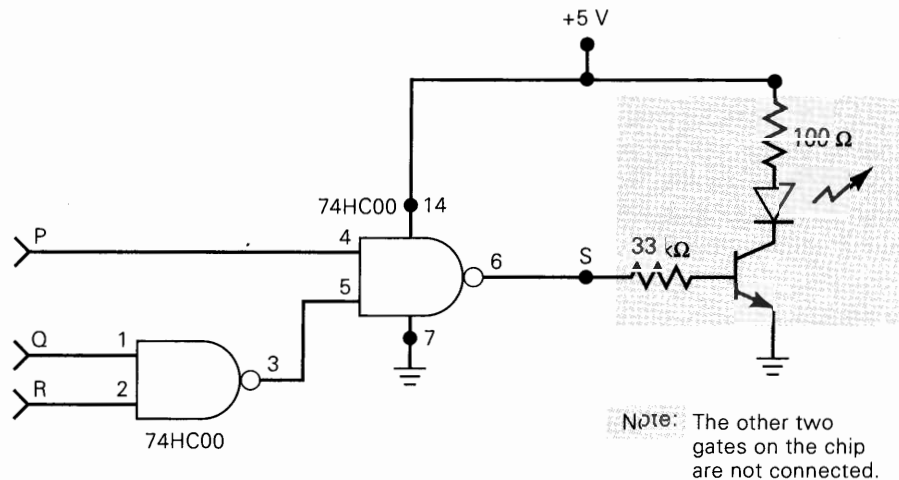 +5 V
100 Ω
74HC00 14
P 4
6 S 33 kΩ
5
7
Q 1
3
R 2
74HC00
Note: The other two
gates on the chip
are not connected.